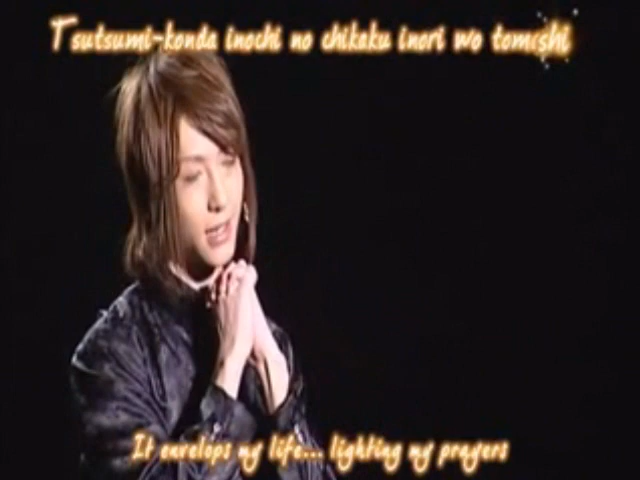 Tsutsumi-konda inochi no chikaku inori wo tomoshi
It envelops my life... lighting my prayers